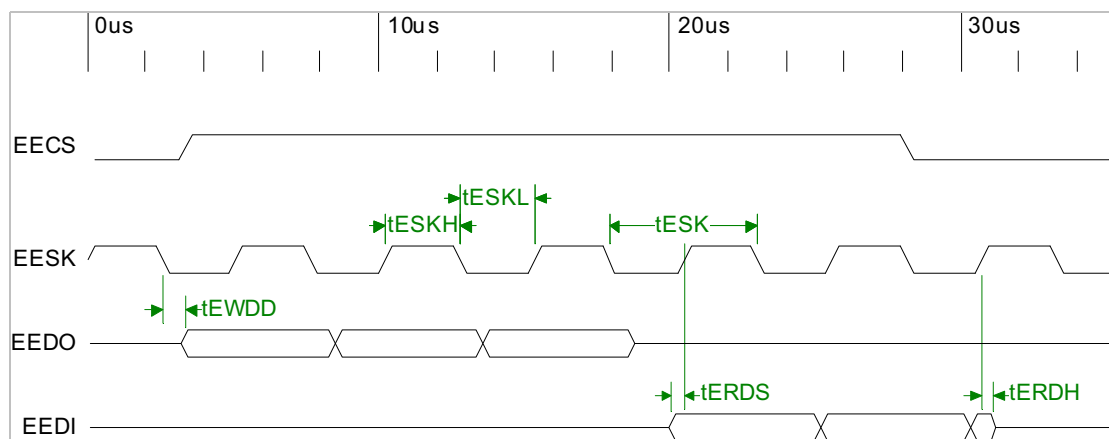 0us 10us 20us 30us
EECS
tESKL
tESKH tESK
EESK
tEWDD
EEDO
tERDS tERDH
EEDI